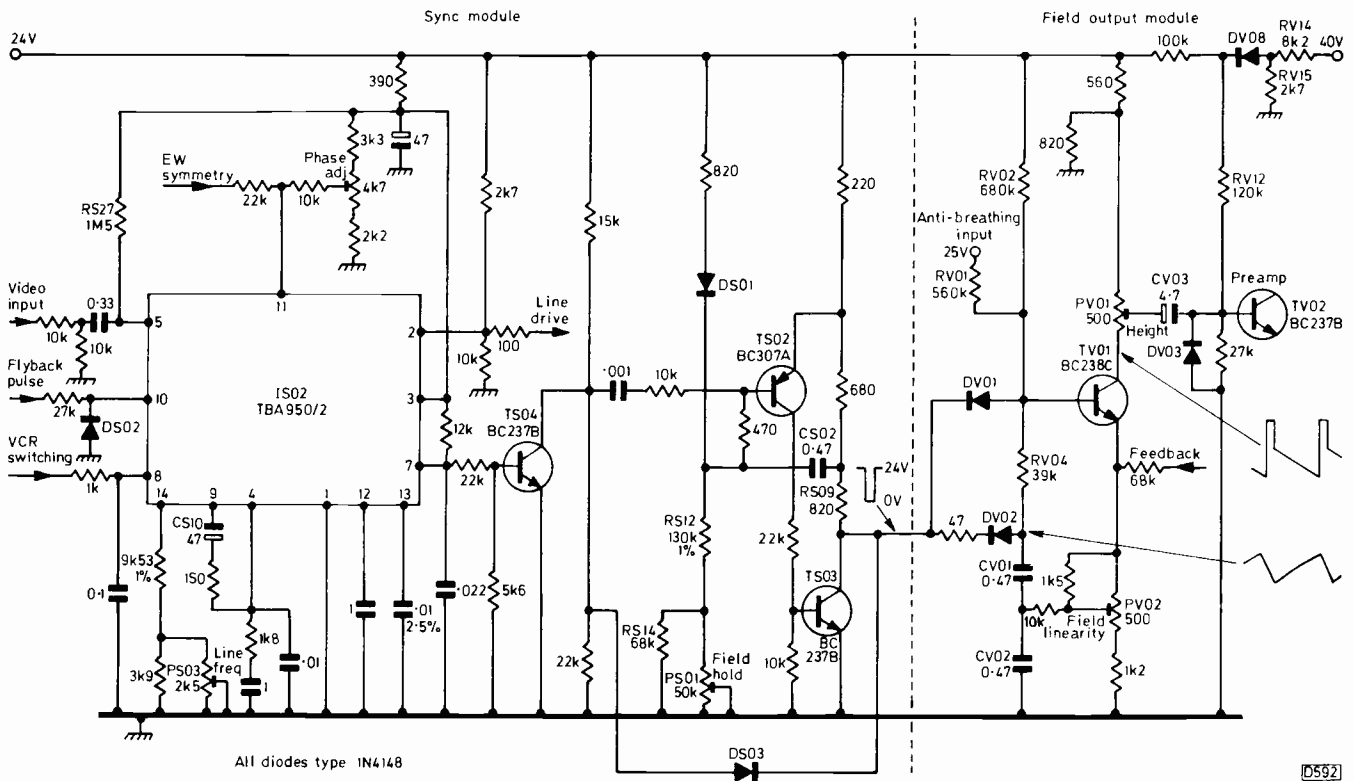 Sync module
Field output module
24V
390
3k3
47
EW
symmetry
22k
10k
Phase
adj
4k7
2k2
RS27
1M5
2k7
15k
820
220
DS01
Video
input
10k
0·33
10k
5
11
2
Line
drive
100
10k
Flyback
pulse
27k
DS02
10
IS02
TBA950/2
3
12k
7
22k
TS04
BC237B
·001
10k
TS02
BC307A
470
680
CS02
0·47
RS09
820
24V
0V
VCR
switching
1k
8
14
9
4
1
12
13
CS10
47
150
9k53
1%
0·1
3k9
PS03
2k5
Line
freq
1k8
1
·01
1
·01
2·5%
·022
5k6
22k
RS12
130k
1%
RS14
68k
PS01
50k
Field
hold
22k
TS03
BC
237B
10k
DS03
100k
DV08
RV14
8k2
40V
RV15
2k7
560
820
RV02
680k
Anti-breathing
input
25V
RV01
560k
RV12
120k
PV01
500
Height
CV03
4·7
Preamp
TV02
BC237B
DV03
27k
TV01
BC238C
DV01
RV04
39k
Feedback
68k
47
DV02
CV01
0·47
1k5
10k
Field
linearity
PV02
500
CV02
0·47
1k2
All diodes type 1N4148
D592